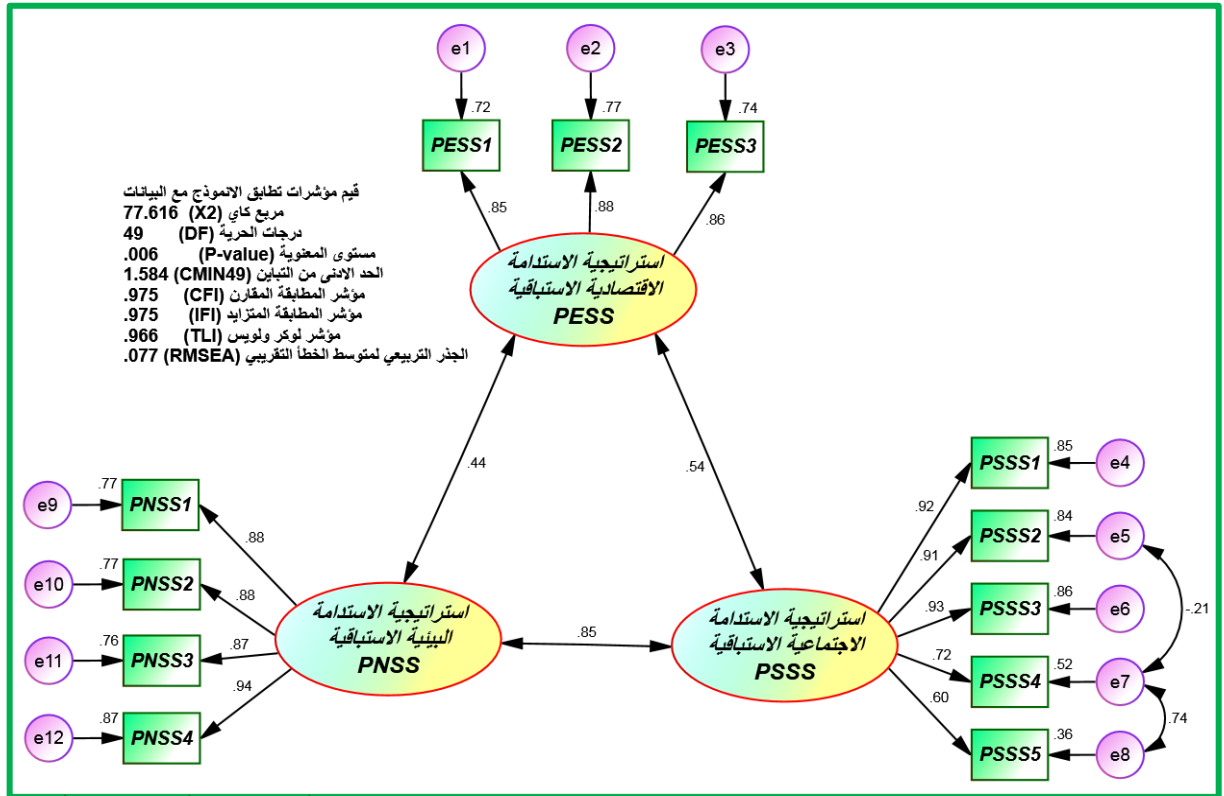 e1
e2
e3
.72
.77
.74
PESS1
PESS2
PESS3
.85
.88
.86
قيم مؤشرات تطابق الانموذج مع البيانات
مربع كاي (X2) 77.616
درجات الحرية (DF) 49
مستوى المعنوية (P-value) .006
الحد الادنى من التباين (CMIN49) 1.584
مؤشر المطابقة المقارن (CFI) .975
مؤشر المطابقة المتزايد (IFI) .975
مؤشر لوكر ولويس (TLI) .966
الجذر التربيعي لمتوسط الخطأ التقريبي (RMSEA) .077
استراتيجية الاستدامة
الاقتصادية الاستباقية
PESS
.44
.54
.85
e9
.77
PNSS1
.88
e10
.77
PNSS2
.88
e11
.76
PNSS3
.87
e12
.87
PNSS4
.94
استراتيجية الاستدامة
البيئية الاستباقية
PNSS
استراتيجية الاستدامة
الاجتماعية الاستباقية
PSSS
.92
PSSS1
.85
e4
.91
PSSS2
.84
e5
.93
PSSS3
.86
e6
.72
PSSS4
.52
e7
.60
PSSS5
.36
e8
-.21
.74